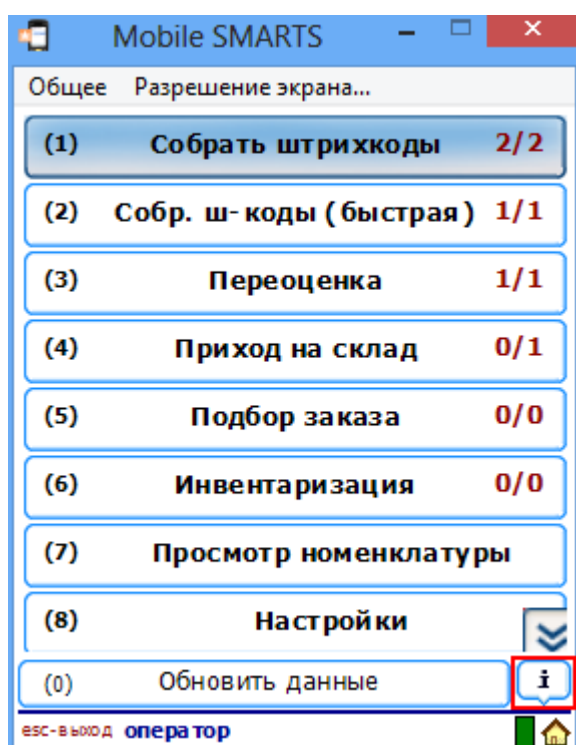 Mobile SMARTS
Общее Разрешение экрана...
(1) Собрать штрихкоды 2/2
(2) Собр. ш-коды (быстрая) 1/1
(3) Переоценка 1/1
(4) Приход на склад 0/1
(5) Подбор заказа 0/0
(6) Инвентаризация 0/0
(7) Просмотр номенклатуры
(8) Настройки
(0) Обновить данные i
esc-выход оператор